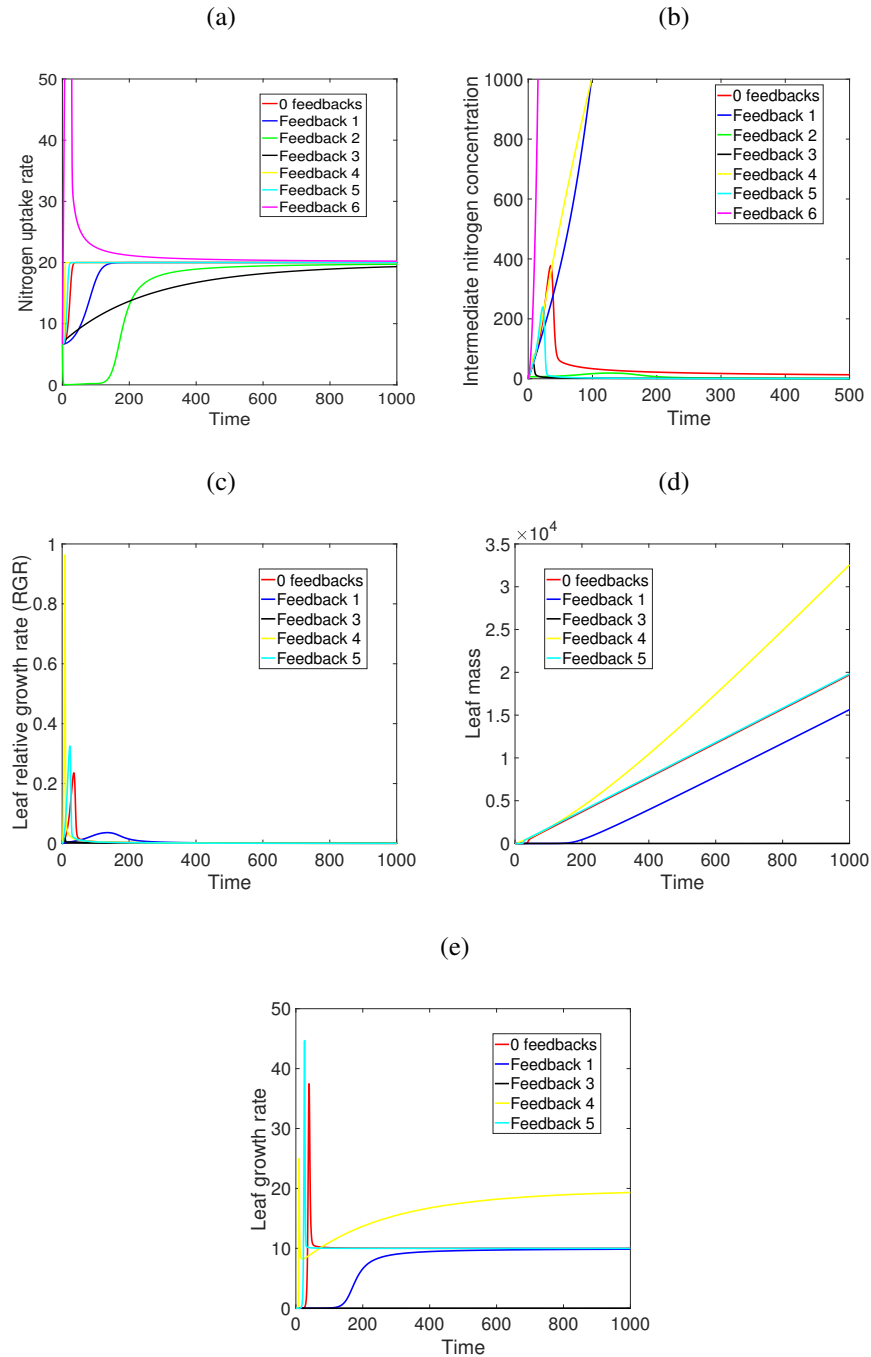 (a)
(b)
50
40
30
20
10
0
Nitrogen uptake rate
0 feedbacks
Feedback 1
Feedback 2
Feedback 3
Feedback 4
Feedback 5
Feedback 6
0 200 400 600 800 1000
Time
1000
800
600
400
200
0
Intermediate nitrogen concentration
0 feedbacks
Feedback 1
Feedback 2
Feedback 3
Feedback 4
Feedback 5
Feedback 6
0 100 200 300 400 500
Time
(c)
(d)
1
0.8
0.6
0.4
0.2
0
Leaf relative growth rate (RGR)
0 feedbacks
Feedback 1
Feedback 3
Feedback 4
Feedback 5
0 200 400 600 800 1000
Time
×10⁴
3.5
3
2.5
2
1.5
1
0.5
0
Leaf mass
0 feedbacks
Feedback 1
Feedback 3
Feedback 4
Feedback 5
0 200 400 600 800 1000
Time
(e)
50
40
30
20
10
0
Leaf growth rate
0 feedbacks
Feedback 1
Feedback 3
Feedback 4
Feedback 5
0 200 400 600 800 1000
Time